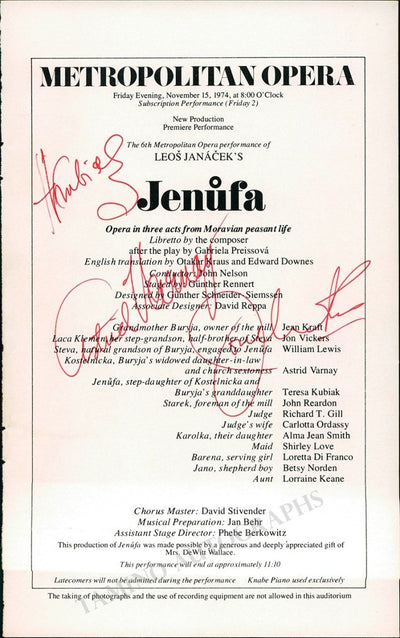 METROPOLITAN OPERA
Friday Evening, November 15, 1974, at 8:00 O'Clock
Subscription Performance (Friday 2)
New Production
Premiere Performance
The 6th Metropolitan Opera performance of
LEOŠ JANÁČEK'S
Jenůfa
Opera in three acts from Moravian peasant life
Libretto by the composer
after the play by Gabriela Preissová
English translation by Otakar Kraus and Edward Downes
Conductor: John Nelson
Staged by Günther Rennert
Designed by Günther Schneider-Siemssen
Associate Designer: David Reppa
Grandmother Buryja, owner of the mill Jean Kraft
Laca Klemen, her step-grandson, half-brother of Steva Jon Vickers
Steva, natural grandson of Buryja, engaged to Jenůfa William Lewis
Kostelnicka, Buryja's widowed daughter-in-law
and church sextoness Astrid Varnay
Jenůfa, step-daughter of Kostelnicka and
Buryja's granddaughter Teresa Kubiak
Starek, foreman of the mill John Reardon
Judge Richard T. Gill
Judge's wife Carlotta Ordassy
Karolka, their daughter Alma Jean Smith
Maid Shirley Love
Barena, serving girl Loretta Di Franco
Jano, shepherd boy Betsy Norden
Aunt Lorraine Keane
Chorus Master: David Stivender
Musical Preparation: Jan Behr
Assistant Stage Director: Phebe Berkowitz
This production of Jenůfa was made possible by a generous and deeply appreciated gift of
Mrs. DeWitt Wallace.
This performance will end at approximately 11:10
Latecomers will not be admitted during the performance Knabe Piano used exclusively
The taking of photographs and the use of recording equipment are not allowed in this auditorium
Kubiak
Astrid Varnay
TAMINO AUTOGRAPHS